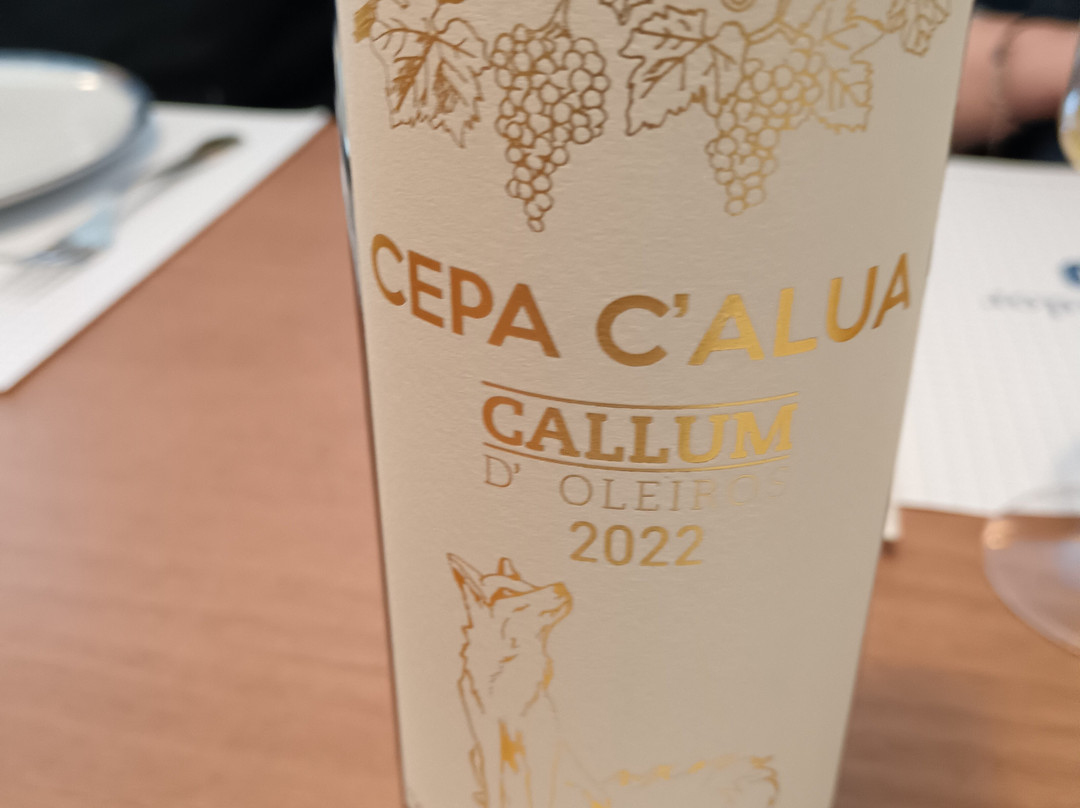 CEPA C'ALUA
CALLUM
D' OLEIROS
2022